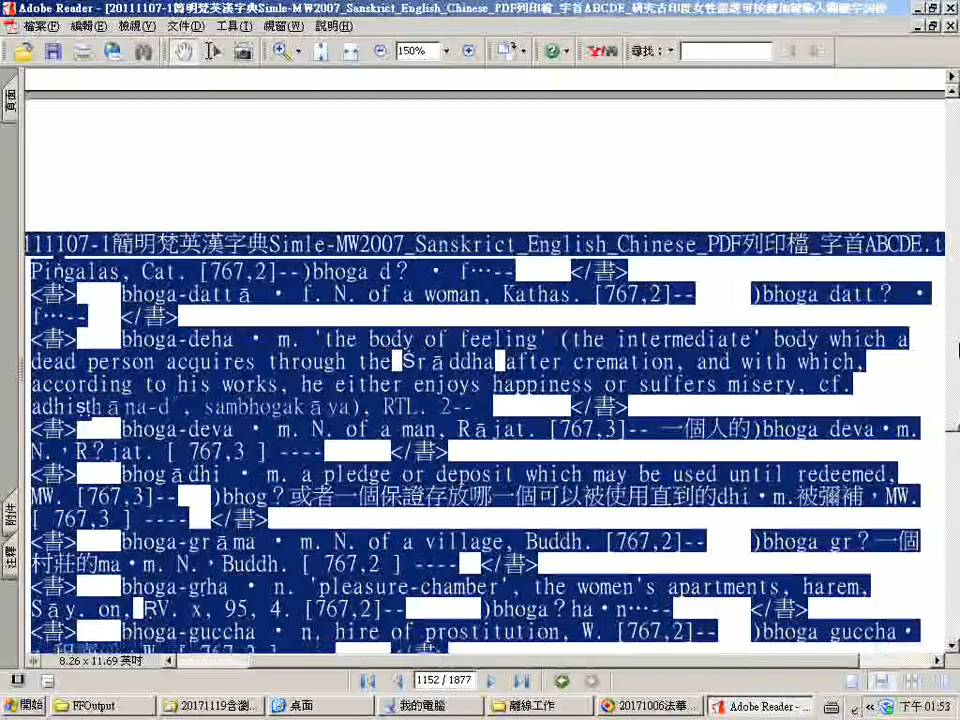 Adobe Reader - [20111107-1簡明梵英漢字典Simle-MW2007_Sanskrict_English_Chinese_PDF列印檔_字首ABCDE_研究古印度女性
檔案(F) 編輯(E) 檢視(V) 文件(D) 工具(T) 視窗(W) 說明(H)
150% 尋找:
頁面
附件
註釋
111107-1簡明梵英漢字典Simle-MW2007_Sanskrict_English_Chinese_PDF列印檔_字首ABCDE.t
Piṅgalas, Cat. [767,2]--)bhoga d? • f…-- </書>
<書> bhoga-dattā • f. N. of a woman, Kathas. [767,2]-- )bhoga datt? •
f…-- </書>
<書> bhoga-deha • m. 'the body of feeling' (the intermediate' body which a
dead person acquires through the Śrāddha after cremation, and with which,
according to his works, he either enjoys happiness or suffers misery, cf.
adhiṣṭhāna-d°, sambhogakāya), RTL. 2-- </書>
<書> bhoga-deva • m. N. of a man, Rājat. [767,3]-- 一個人的)bhoga deva•m.
N.,R?jat. [ 767,3 ] ---- </書>
<書> bhogādhi • m. a pledge or deposit which may be used until redeemed,
MW. [767,3]-- )bhog?或者一個保證存放哪一個可以被使用直到的dhi•m.被彌補,MW.
[ 767,3 ] ---- </書>
<書> bhoga-grāma • m. N. of a village, Buddh. [767,2]-- )bhoga gr?一個
村莊的ma•m. N.,Buddh. [ 767,2 ] ---- </書>
<書> bhoga-gṛha • n. 'pleasure-chamber', the women's apartments, harem,
Sāy. on, RV. x, 95, 4. [767,2]-- )bhoga?ha•n…-- </書>
<書> bhoga-guccha • n. hire of prostitution, W. [767,2]-- )bhoga guccha•
8.26 x 11.69 英吋
1152 / 1877
開始 FFOutput 20171119含瀏... 桌面 我的電腦 離線工作 20171006法華... Adobe Reader - ... 下午 01:53